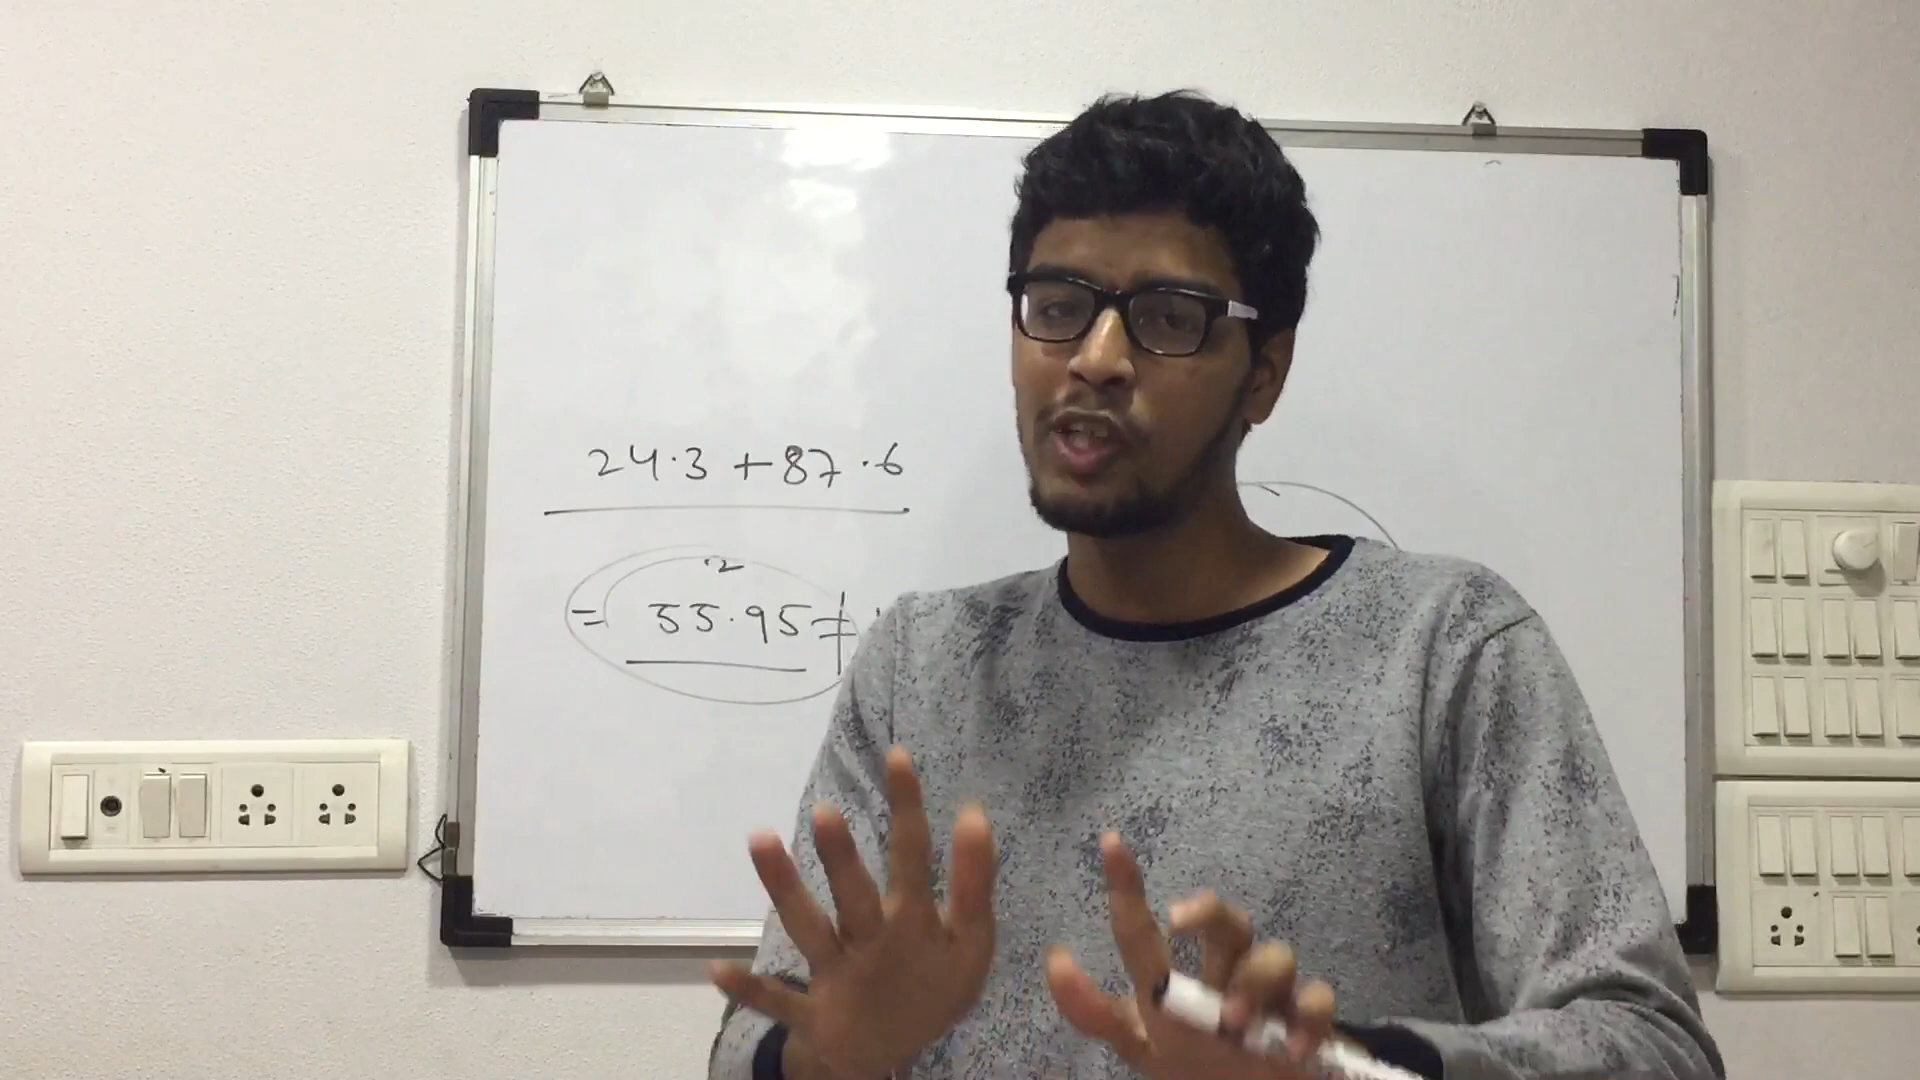 24.3 + 87.6
.2
= 55.95 ≠